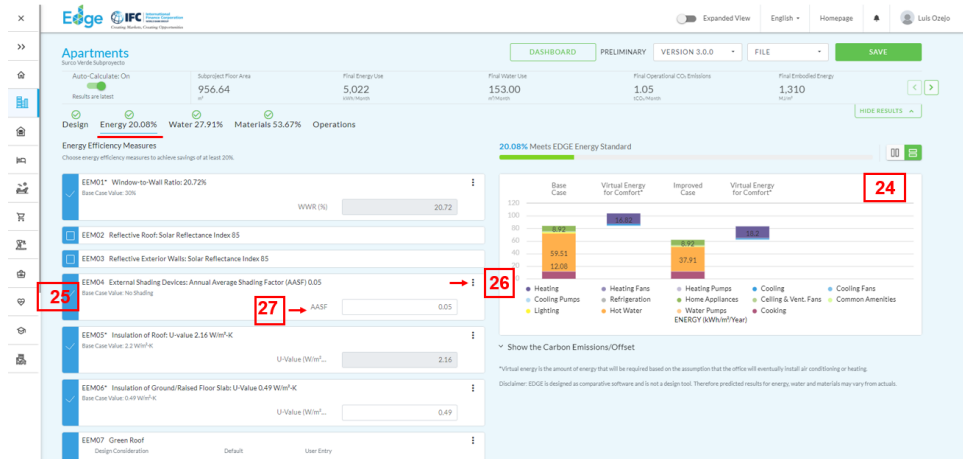 Edge IFC International Finance Corporation WORLD BANK GROUP
Creating Markets, Creating Opportunities
Expanded View English Homepage Luis Ozejo
Apartments
Surco Verde Subproyecto
DASHBOARD PRELIMINARY VERSION 3.0.0 FILE SAVE
Auto-Calculate: On
Results are latest
Subproject Floor Area
956.64
m²
Final Energy Use
5,022
kWh/Month
Final Water Use
153.00
m³/Month
Final Operational CO₂ Emissions
1.05
tCO₂/Month
Final Embodied Energy
1,310
MJ/m²
HIDE RESULTS
Design Energy 20.08% Water 27.91% Materials 53.67% Operations
Energy Efficiency Measures
Choose energy efficiency measures to achieve savings of at least 20%.
EEM01* Window-to-Wall Ratio: 20.72%
Base Case Value: 30%
WWR (%) 20.72
EEM02 Reflective Roof: Solar Reflectance Index 85
EEM03 Reflective Exterior Walls: Solar Reflectance Index 85
EEM04 External Shading Devices: Annual Average Shading Factor (AASF) 0.05
Base Case Value: No Shading
25
26
27
AASF 0.05
EEM05* Insulation of Roof: U-value 2.16 W/m²·K
Base Case Value: 2.2 W/m²·K
U-Value (W/m²... 2.16
EEM06* Insulation of Ground/Raised Floor Slab: U-Value 0.49 W/m²·K
Base Case Value: 0.49 W/m²·K
U-Value (W/m²... 0.49
EEM07 Green Roof
Design Consideration Default User Entry
20.08% Meets EDGE Energy Standard
24
Base Case
Virtual Energy for Comfort*
Improved Case
Virtual Energy for Comfort*
120
100
80
60
40
20
0
8.92
59.51
12.08
16.82
8.92
37.91
18.2
Heating Heating Fans Heating Pumps Cooling Cooling Fans
Cooling Pumps Refrigeration Home Appliances Ceiling & Vent. Fans Common Amenities
Lighting Hot Water Water Pumps Cooking
ENERGY (kWh/m²/Year)
Show the Carbon Emissions/Offset
*Virtual energy is the amount of energy that will be required based on the assumption that the office will eventually install air conditioning or heating.
Disclaimer: EDGE is designed as comparative software and is not a design tool. Therefore predicted results for energy, water and materials may vary from actuals.